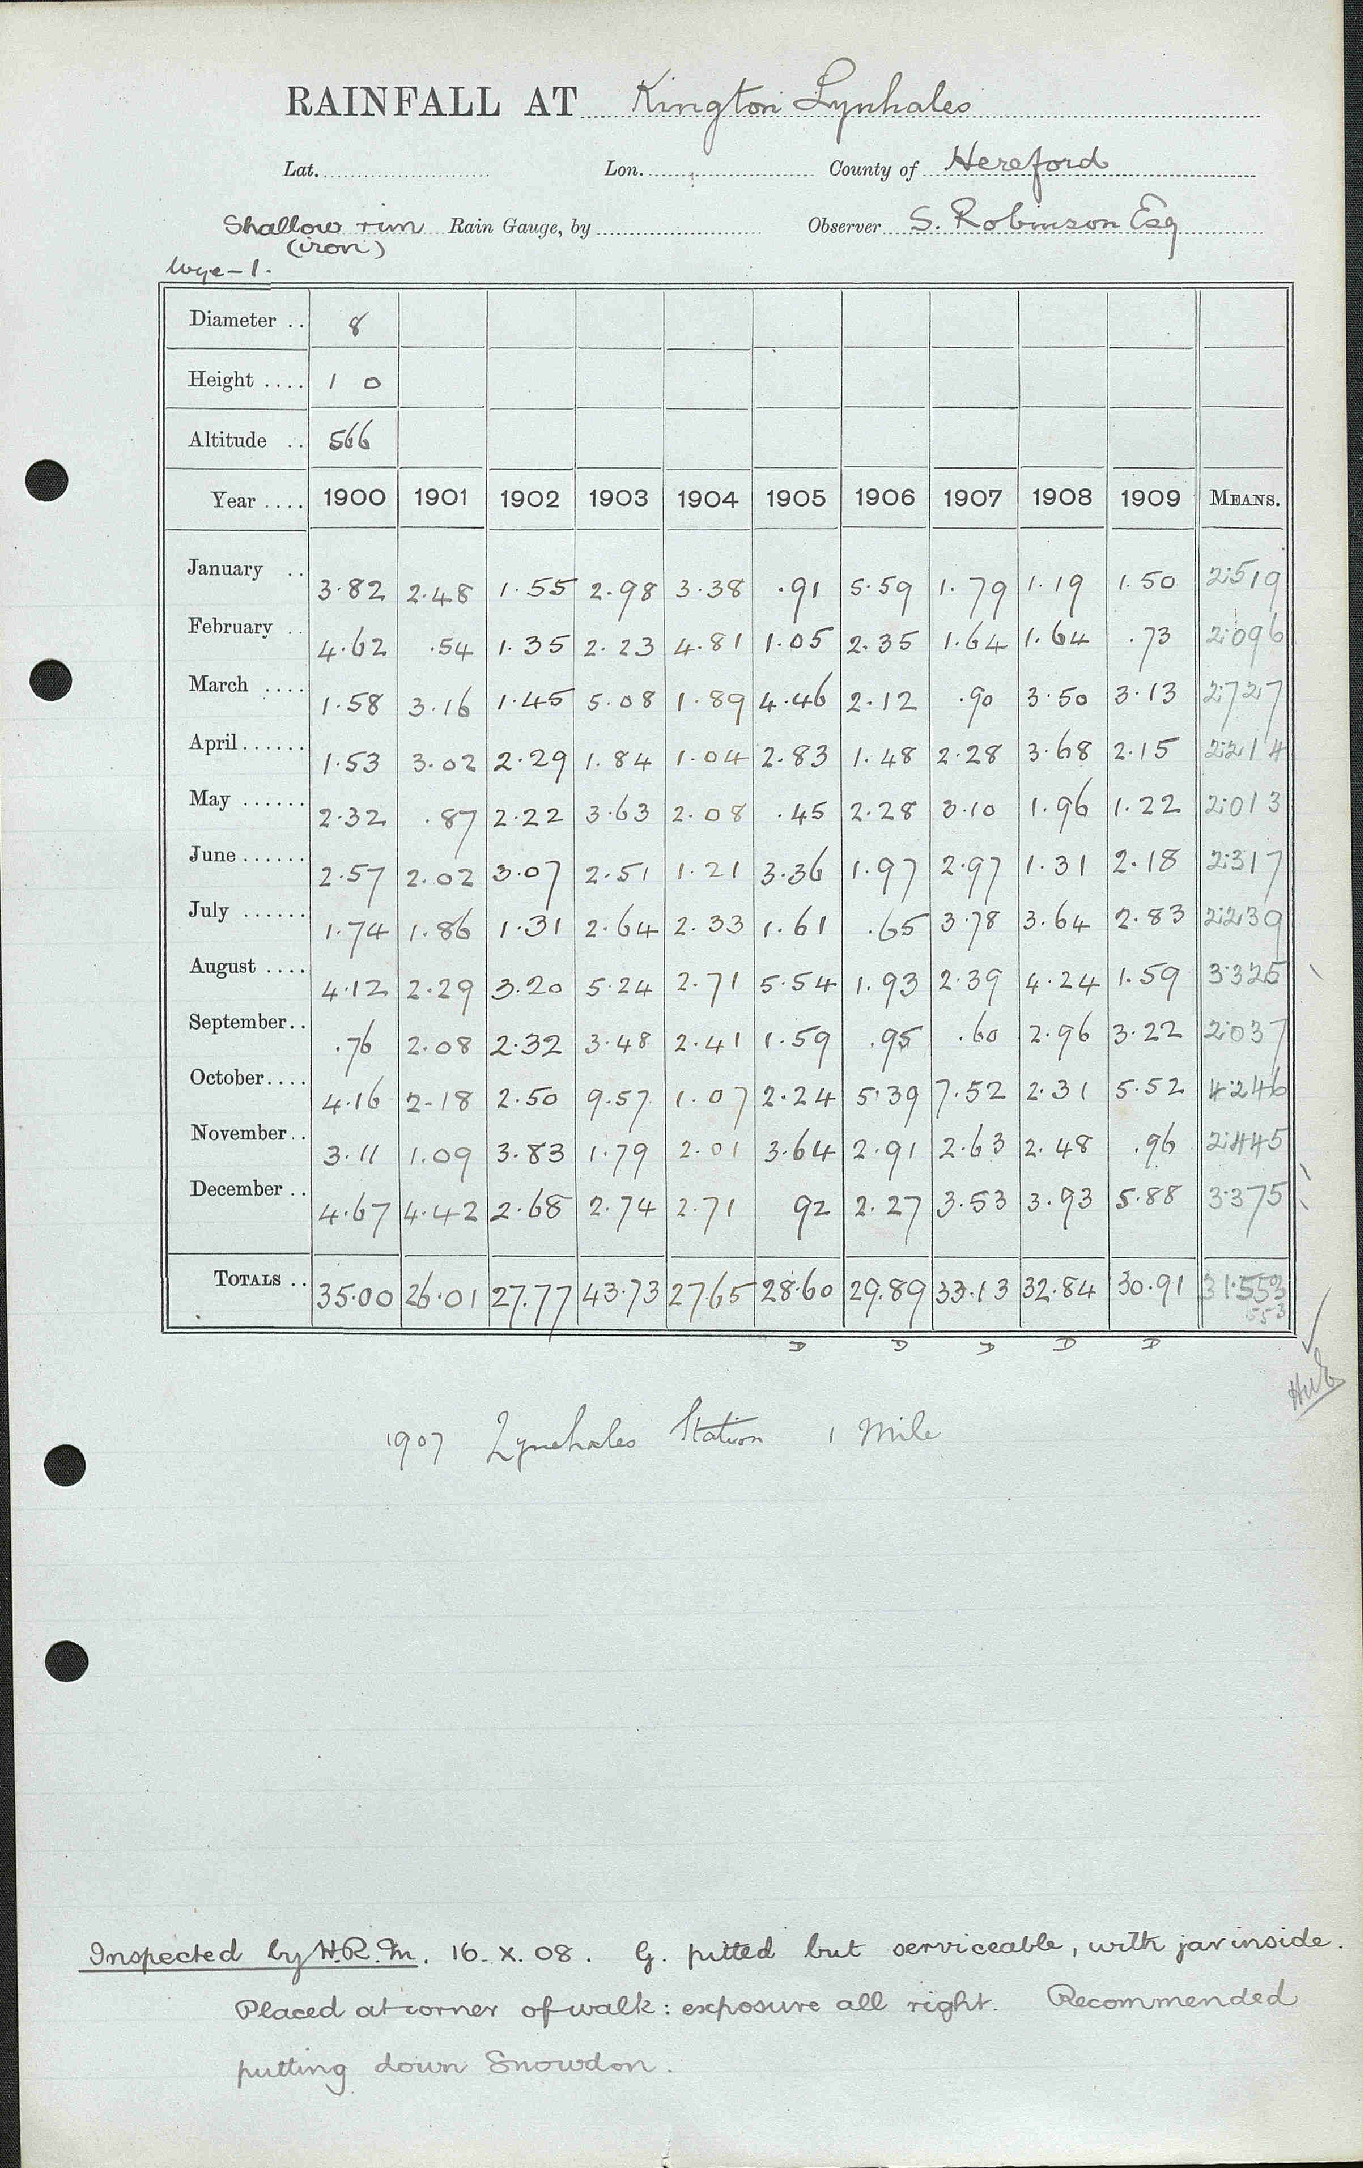 RAINFALL AT Kington Lynhales
Lat. Lon. County of Hereford
Shallow rim Rain Gauge, by Observer S. Robinson Esq
(iron)
Wye-1.
Diameter .. 8
Height .... 1 0
Altitude .. 566
Year .... 1900 1901 1902 1903 1904 1905 1906 1907 1908 1909 MEANS.
January .. 3.82 2.48 1.55 2.98 3.38 .91 5.59 1.79 1.19 1.50 2.519
February .. 4.62 .54 1.35 2.23 4.81 1.05 2.35 1.64 1.64 .73 2.096
March .... 1.58 3.16 1.45 5.08 1.89 4.46 2.12 .90 3.50 3.13 2.727
April...... 1.53 3.02 2.29 1.84 1.04 2.83 1.48 2.28 3.68 2.15 2.214
May ...... 2.32 .87 2.22 3.63 2.08 .45 2.28 3.10 1.96 1.22 2.013
June...... 2.57 2.02 3.07 2.51 1.21 3.36 1.97 2.97 1.31 2.18 2.317
July ...... 1.74 1.86 1.31 2.64 2.33 1.61 .65 3.78 3.64 2.83 2.239
August .... 4.12 2.29 3.20 5.24 2.71 5.54 1.93 2.39 4.24 1.59 3.325
September.. .76 2.08 2.32 3.48 2.41 1.59 .95 .60 2.96 3.22 2.037
October.... 4.16 2.18 2.50 9.57 1.07 2.24 5.39 7.52 2.31 5.52 4.246
November.. 3.11 1.09 3.83 1.79 2.01 3.64 2.91 2.63 2.48 .96 2.445
December .. 4.67 4.42 2.68 2.74 2.71 92 2.27 3.53 3.93 5.88 3.375
TOTALS .. 35.00 26.01 27.77 43.73 27.65 28.60 29.89 33.13 32.84 30.91 31.553
553
D D D D D
1907 Lynehales Station 1 Mile
Inspected by H.R.M. 16.X.08. G. pitted but serviceable, with jar inside.
Placed at corner of walk: exposure all right. Recommended
putting down Snowdon.